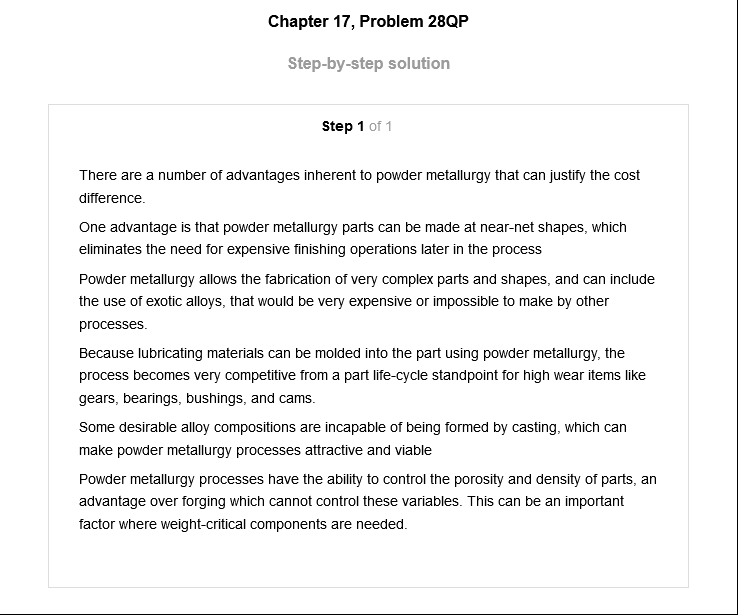 Chapter 17, Problem 28QP
Step-by-step solution
Step 1 of 1
There are a number of advantages inherent to powder metallurgy that can justify the cost
difference.
One advantage is that powder metallurgy parts can be made at near-net shapes, which
eliminates the need for expensive finishing operations later in the process
Powder metallurgy allows the fabrication of very complex parts and shapes, and can include
the use of exotic alloys, that would be very expensive or impossible to make by other
processes.
Because lubricating materials can be molded into the part using powder metallurgy, the
process becomes very competitive from a part life-cycle standpoint for high wear items like
gears, bearings, bushings, and cams.
Some desirable alloy compositions are incapable of being formed by casting, which can
make powder metallurgy processes attractive and viable
Powder metallurgy processes have the ability to control the porosity and density of parts, an
advantage over forging which cannot control these variables. This can be an important
factor where weight-critical components are needed.